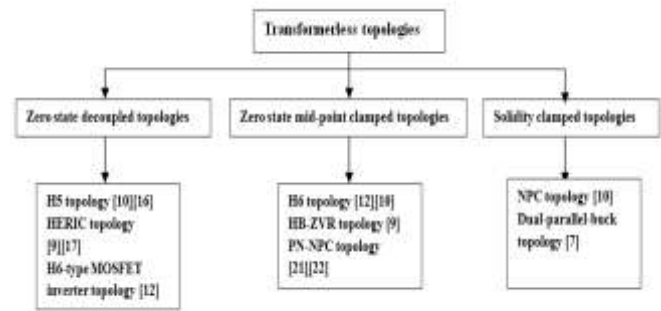 Transformerless topologies
Zero state decoupled topologies
Zero state mid-point clamped topologies
Solidity clamped topologies
H5 topology [10][16]
HERIC topology
[9][17]
H6-type MOSFET
inverter topology [12]
H6 topology [12][10]
HB-ZVR topology [9]
PN-NPC topology
[21][22]
NPC topology [10]
Dual-parallel-buck
topology [7]